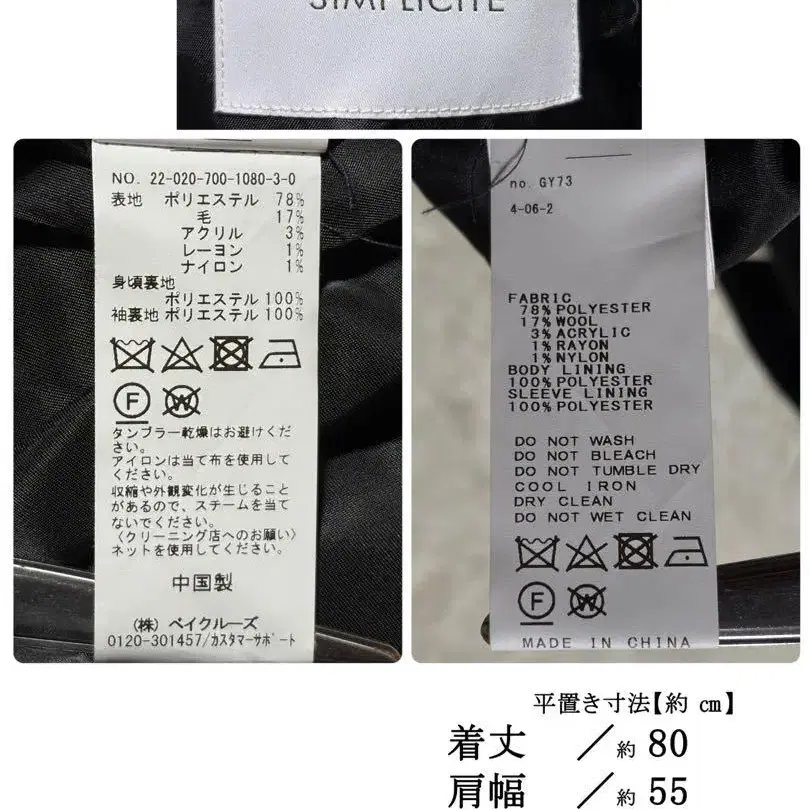 SIMPLICITÉ
NO. 22-020-700-1080-3-0
表地 ポリエステル 78%
毛 17%
アクリル 3%
レーヨン 1%
ナイロン 1%
身頃裏地
ポリエステル 100%
袖裏地 ポリエステル 100%
F W
タンブラー乾燥はお避けくだ
さい。
アイロンは当て布を使用して
ください。
収縮や外観変化が生じること
があるので、スチームを当て
ないでください。
〈クリーニング店へのお願い〉
ネットを使用してください。
中国製
(株) ベイクルーズ
0120-301457/カスタマーサポート
no. GY73
4-06-2
FABRIC
78% POLYESTER
17% WOOL
3% ACRYLIC
1% RAYON
1% NYLON
BODY LINING
100% POLYESTER
SLEEVE LINING
100% POLYESTER
DO NOT WASH
DO NOT BLEACH
DO NOT TUMBLE DRY
COOL IRON
DRY CLEAN
DO NOT WET CLEAN
F W
MADE IN CHINA
平置き寸法【約 ㎝】
着丈 ／約 80
肩幅 ／約 55